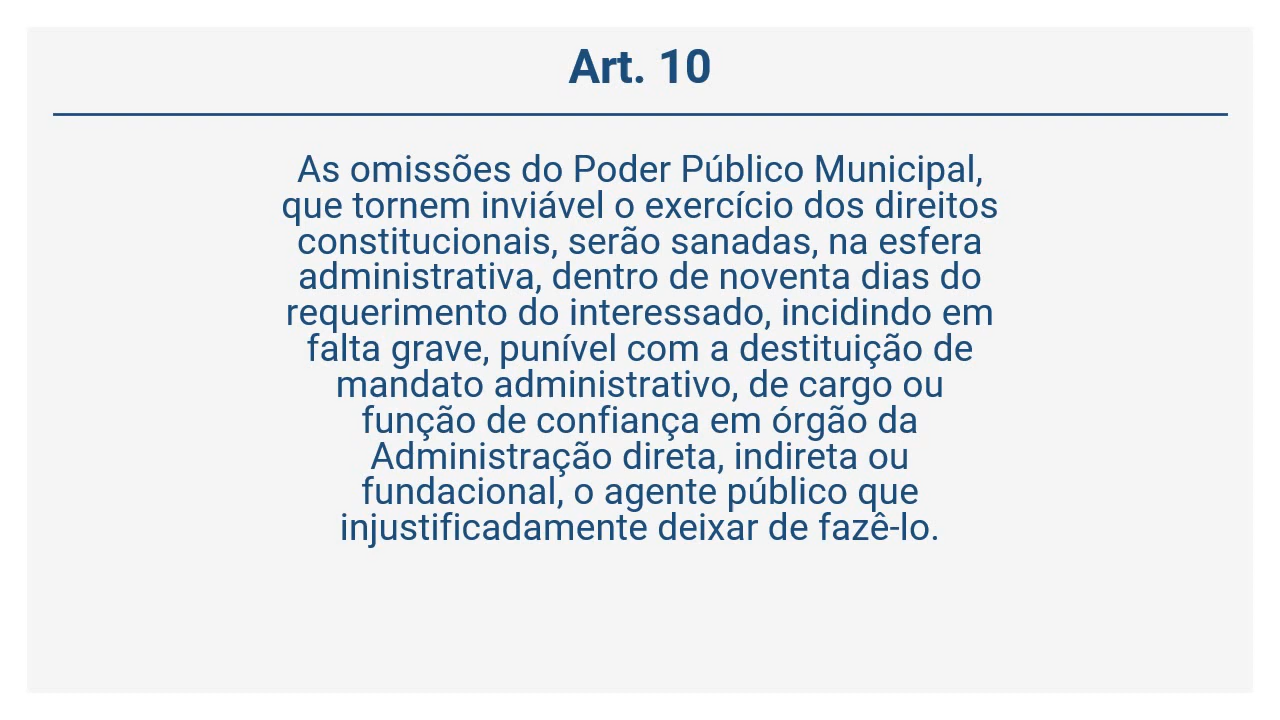 Art. 10
As omissões do Poder Público Municipal,
que tornem inviável o exercício dos direitos
constitucionais, serão sanadas, na esfera
administrativa, dentro de noventa dias do
requerimento do interessado, incidindo em
falta grave, punível com a destituição de
mandato administrativo, de cargo ou
função de confiança em órgão da
Administração direta, indireta ou
fundacional, o agente público que
injustificadamente deixar de fazê-lo.